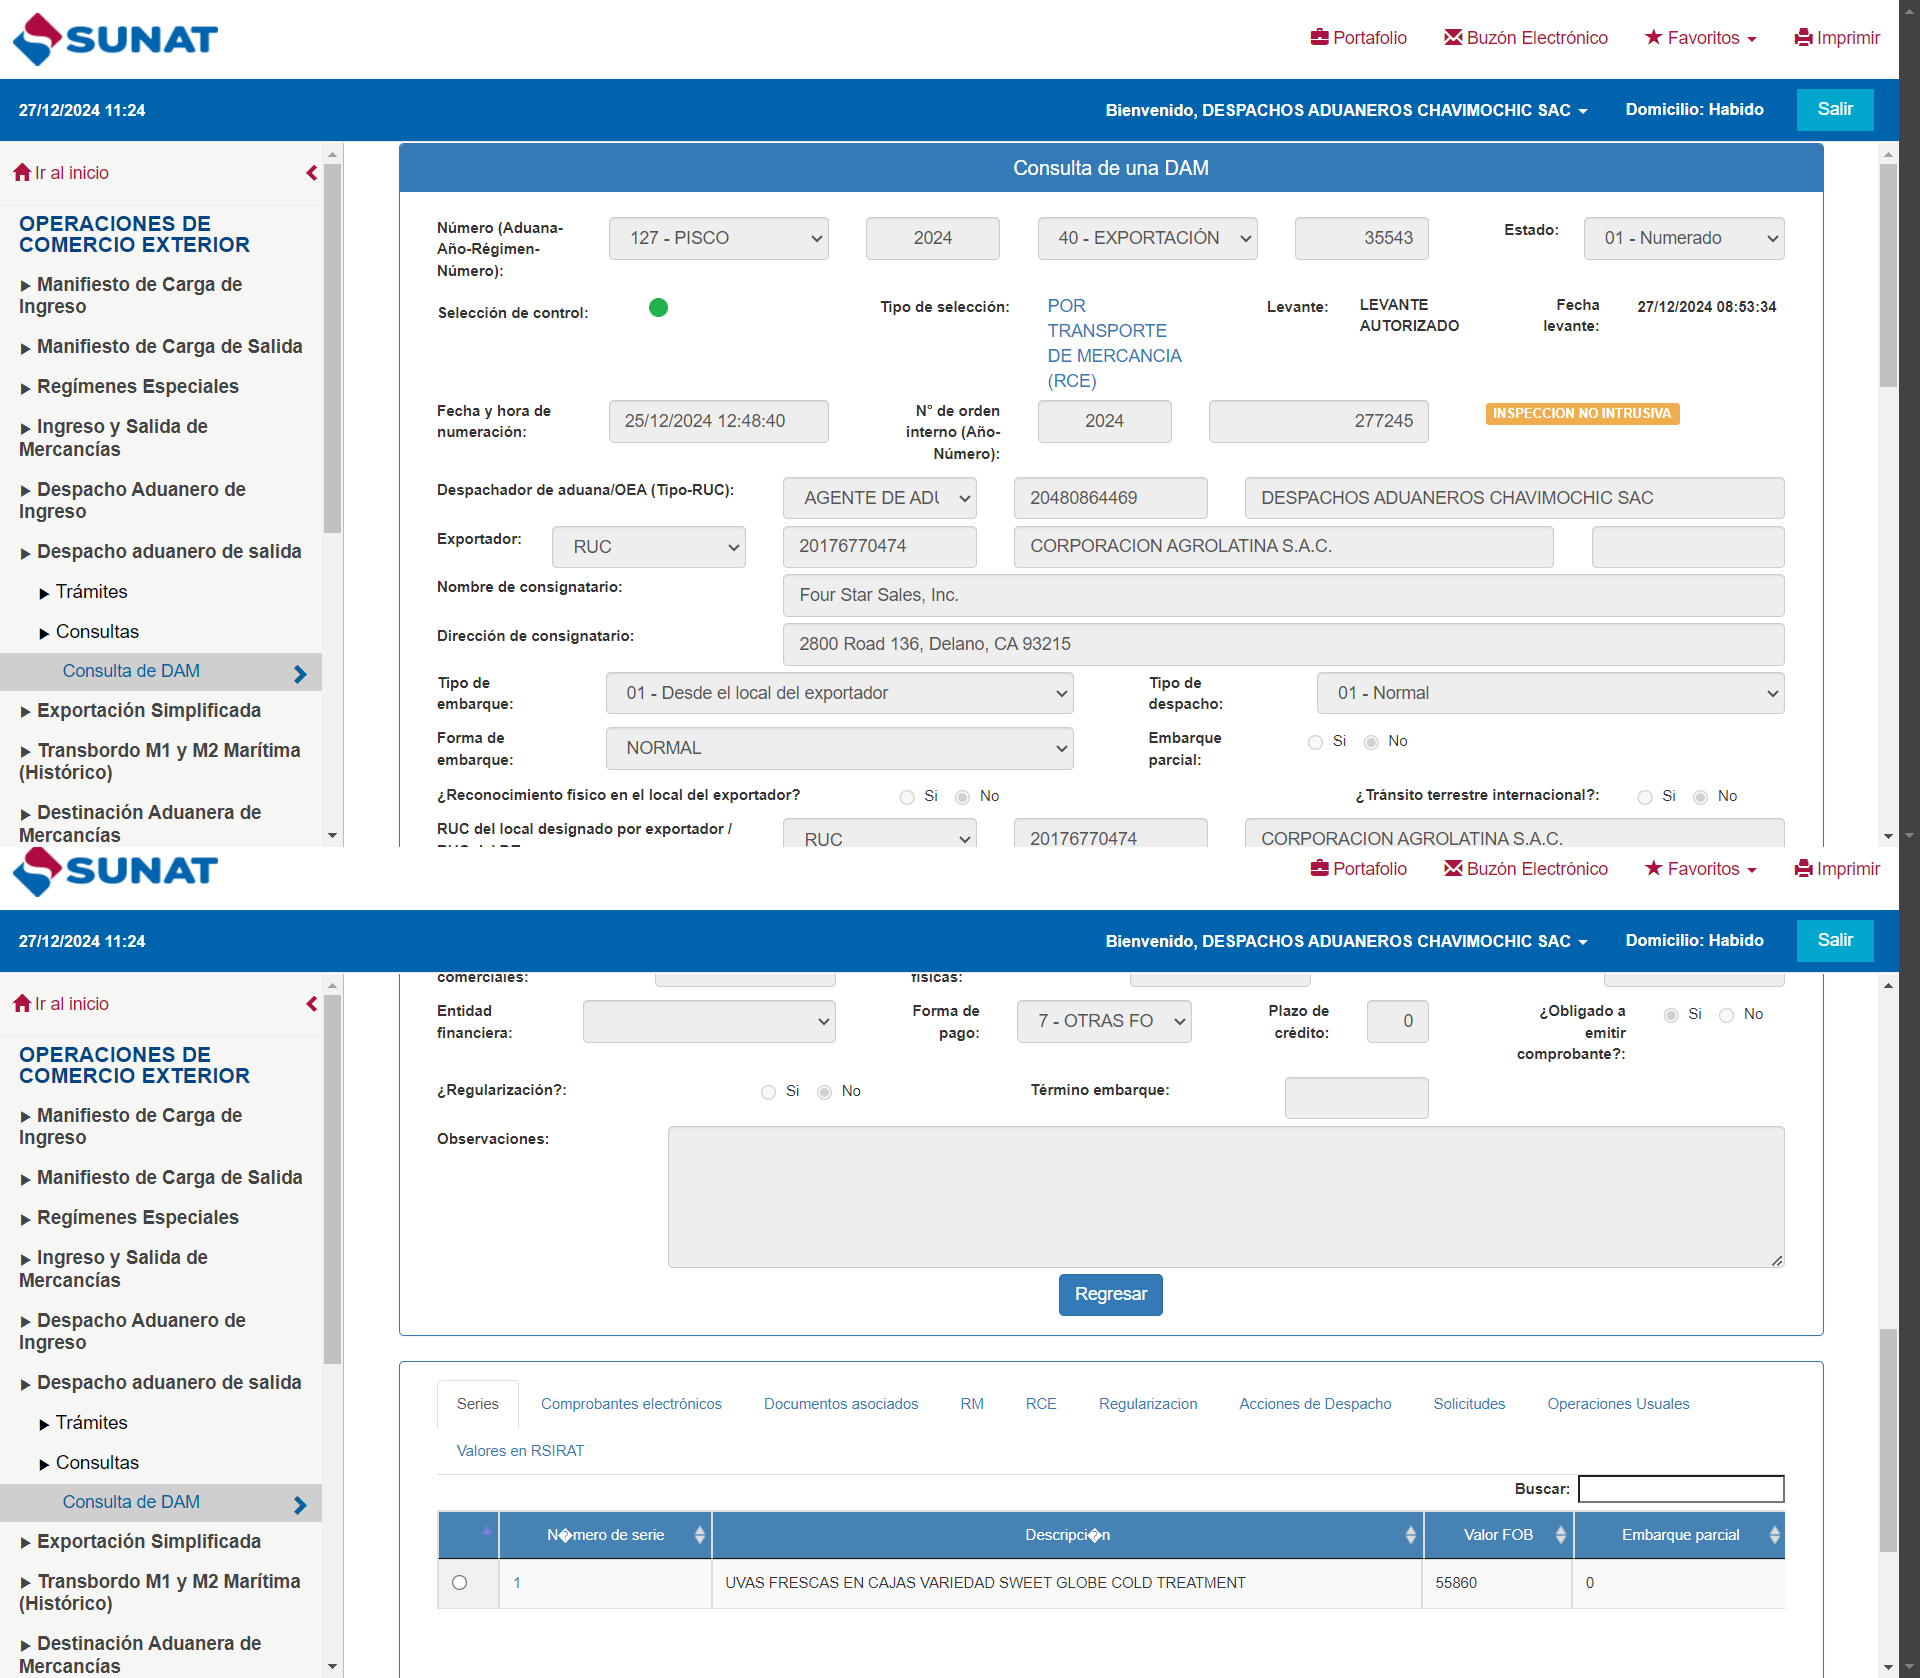 SUNAT
Portafolio Buzón Electrónico Favoritos Imprimir
27/12/2024 11:24 Bienvenido, DESPACHOS ADUANEROS CHAVIMOCHIC SAC Domicilio: Habido Salir
Ir al inicio
OPERACIONES DE
COMERCIO EXTERIOR
Manifiesto de Carga de
Ingreso
Manifiesto de Carga de Salida
Regímenes Especiales
Ingreso y Salida de
Mercancías
Despacho Aduanero de
Ingreso
Despacho aduanero de salida
Trámites
Consultas
Consulta de DAM
Exportación Simplificada
Transbordo M1 y M2 Marítima
(Histórico)
Destinación Aduanera de
Mercancías
Consulta de una DAM
Número (Aduana-
Año-Régimen-
Número): 127 - PISCO 2024 40 - EXPORTACIÓN 35543 Estado: 01 - Numerado
Selección de control: Tipo de selección: POR
TRANSPORTE
DE MERCANCIA
(RCE)
Levante: LEVANTE
AUTORIZADO
Fecha
levante: 27/12/2024 08:53:34
Fecha y hora de
numeración: 25/12/2024 12:48:40
N° de orden
interno (Año-
Número): 2024 277245 INSPECCION NO INTRUSIVA
Despachador de aduana/OEA (Tipo-RUC): AGENTE DE ADU 20480864469 DESPACHOS ADUANEROS CHAVIMOCHIC SAC
Exportador: RUC 20176770474 CORPORACION AGROLATINA S.A.C.
Nombre de consignatario: Four Star Sales, Inc.
Dirección de consignatario: 2800 Road 136, Delano, CA 93215
Tipo de
embarque: 01 - Desde el local del exportador
Tipo de
despacho: 01 - Normal
Forma de
embarque: NORMAL
Embarque
parcial: Si No
¿Reconocimiento físico en el local del exportador? Si No ¿Tránsito terrestre internacional?: Si No
RUC del local designado por exportador / RUC 20176770474 CORPORACION AGROLATINA S.A.C.
SUNAT
Portafolio Buzón Electrónico Favoritos Imprimir
27/12/2024 11:24 Bienvenido, DESPACHOS ADUANEROS CHAVIMOCHIC SAC Domicilio: Habido Salir
Ir al inicio
OPERACIONES DE
COMERCIO EXTERIOR
Manifiesto de Carga de
Ingreso
Manifiesto de Carga de Salida
Regímenes Especiales
Ingreso y Salida de
Mercancías
Despacho Aduanero de
Ingreso
Despacho aduanero de salida
Trámites
Consultas
Consulta de DAM
Exportación Simplificada
Transbordo M1 y M2 Marítima
(Histórico)
Destinación Aduanera de
Mercancías
comerciales: físicas:
Entidad
financiera:
Forma de
pago: 7 - OTRAS FO
Plazo de
crédito: 0
¿Obligado a
emitir
comprobante?: Si No
¿Regularización?: Si No Término embarque:
Observaciones:
Regresar
Series Comprobantes electrónicos Documentos asociados RM RCE Regularizacion Acciones de Despacho Solicitudes Operaciones Usuales
Valores en RSIRAT
Buscar:
N�mero de serie Descripci�n Valor FOB Embarque parcial
1 UVAS FRESCAS EN CAJAS VARIEDAD SWEET GLOBE COLD TREATMENT 55860 0